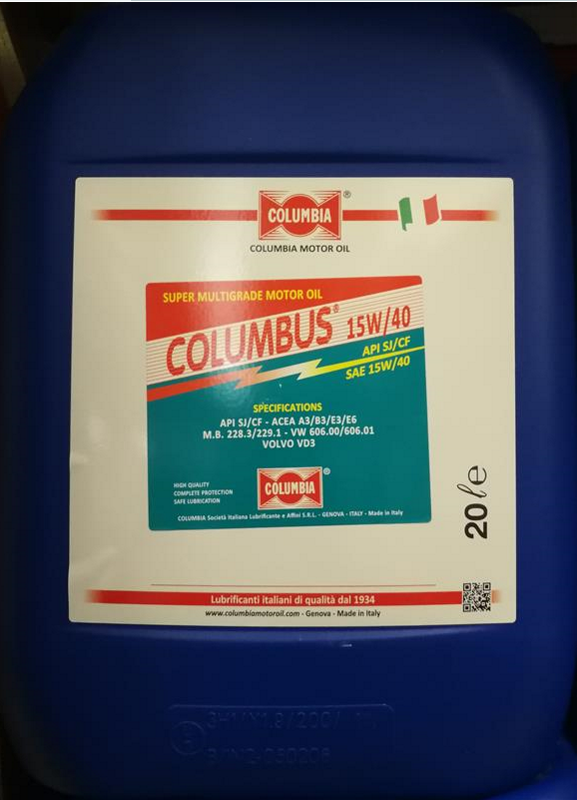 COLUMBIA ®
COLUMBIA MOTOR OIL
SUPER MULTIGRADE MOTOR OIL
COLUMBUS® 15W/40
API SJ/CF
SAE 15W/40
SPECIFICATIONS
API SJ/CF - ACEA A3/B3/E3/E6
M.B. 228.3/229.1 - VW 606.00/606.01
VOLVO VD3
HIGH QUALITY
COMPLETE PROTECTION
SAFE LUBRICATION
COLUMBIA ®
COLUMBIA Società Italiana Lubrificante e Affini S.R.L. - GENOVA - ITALY - Made in Italy
20 ℓ e
Lubrificanti italiani di qualità dal 1934
www.columbiamotoroil.com - Genova - Made in Italy